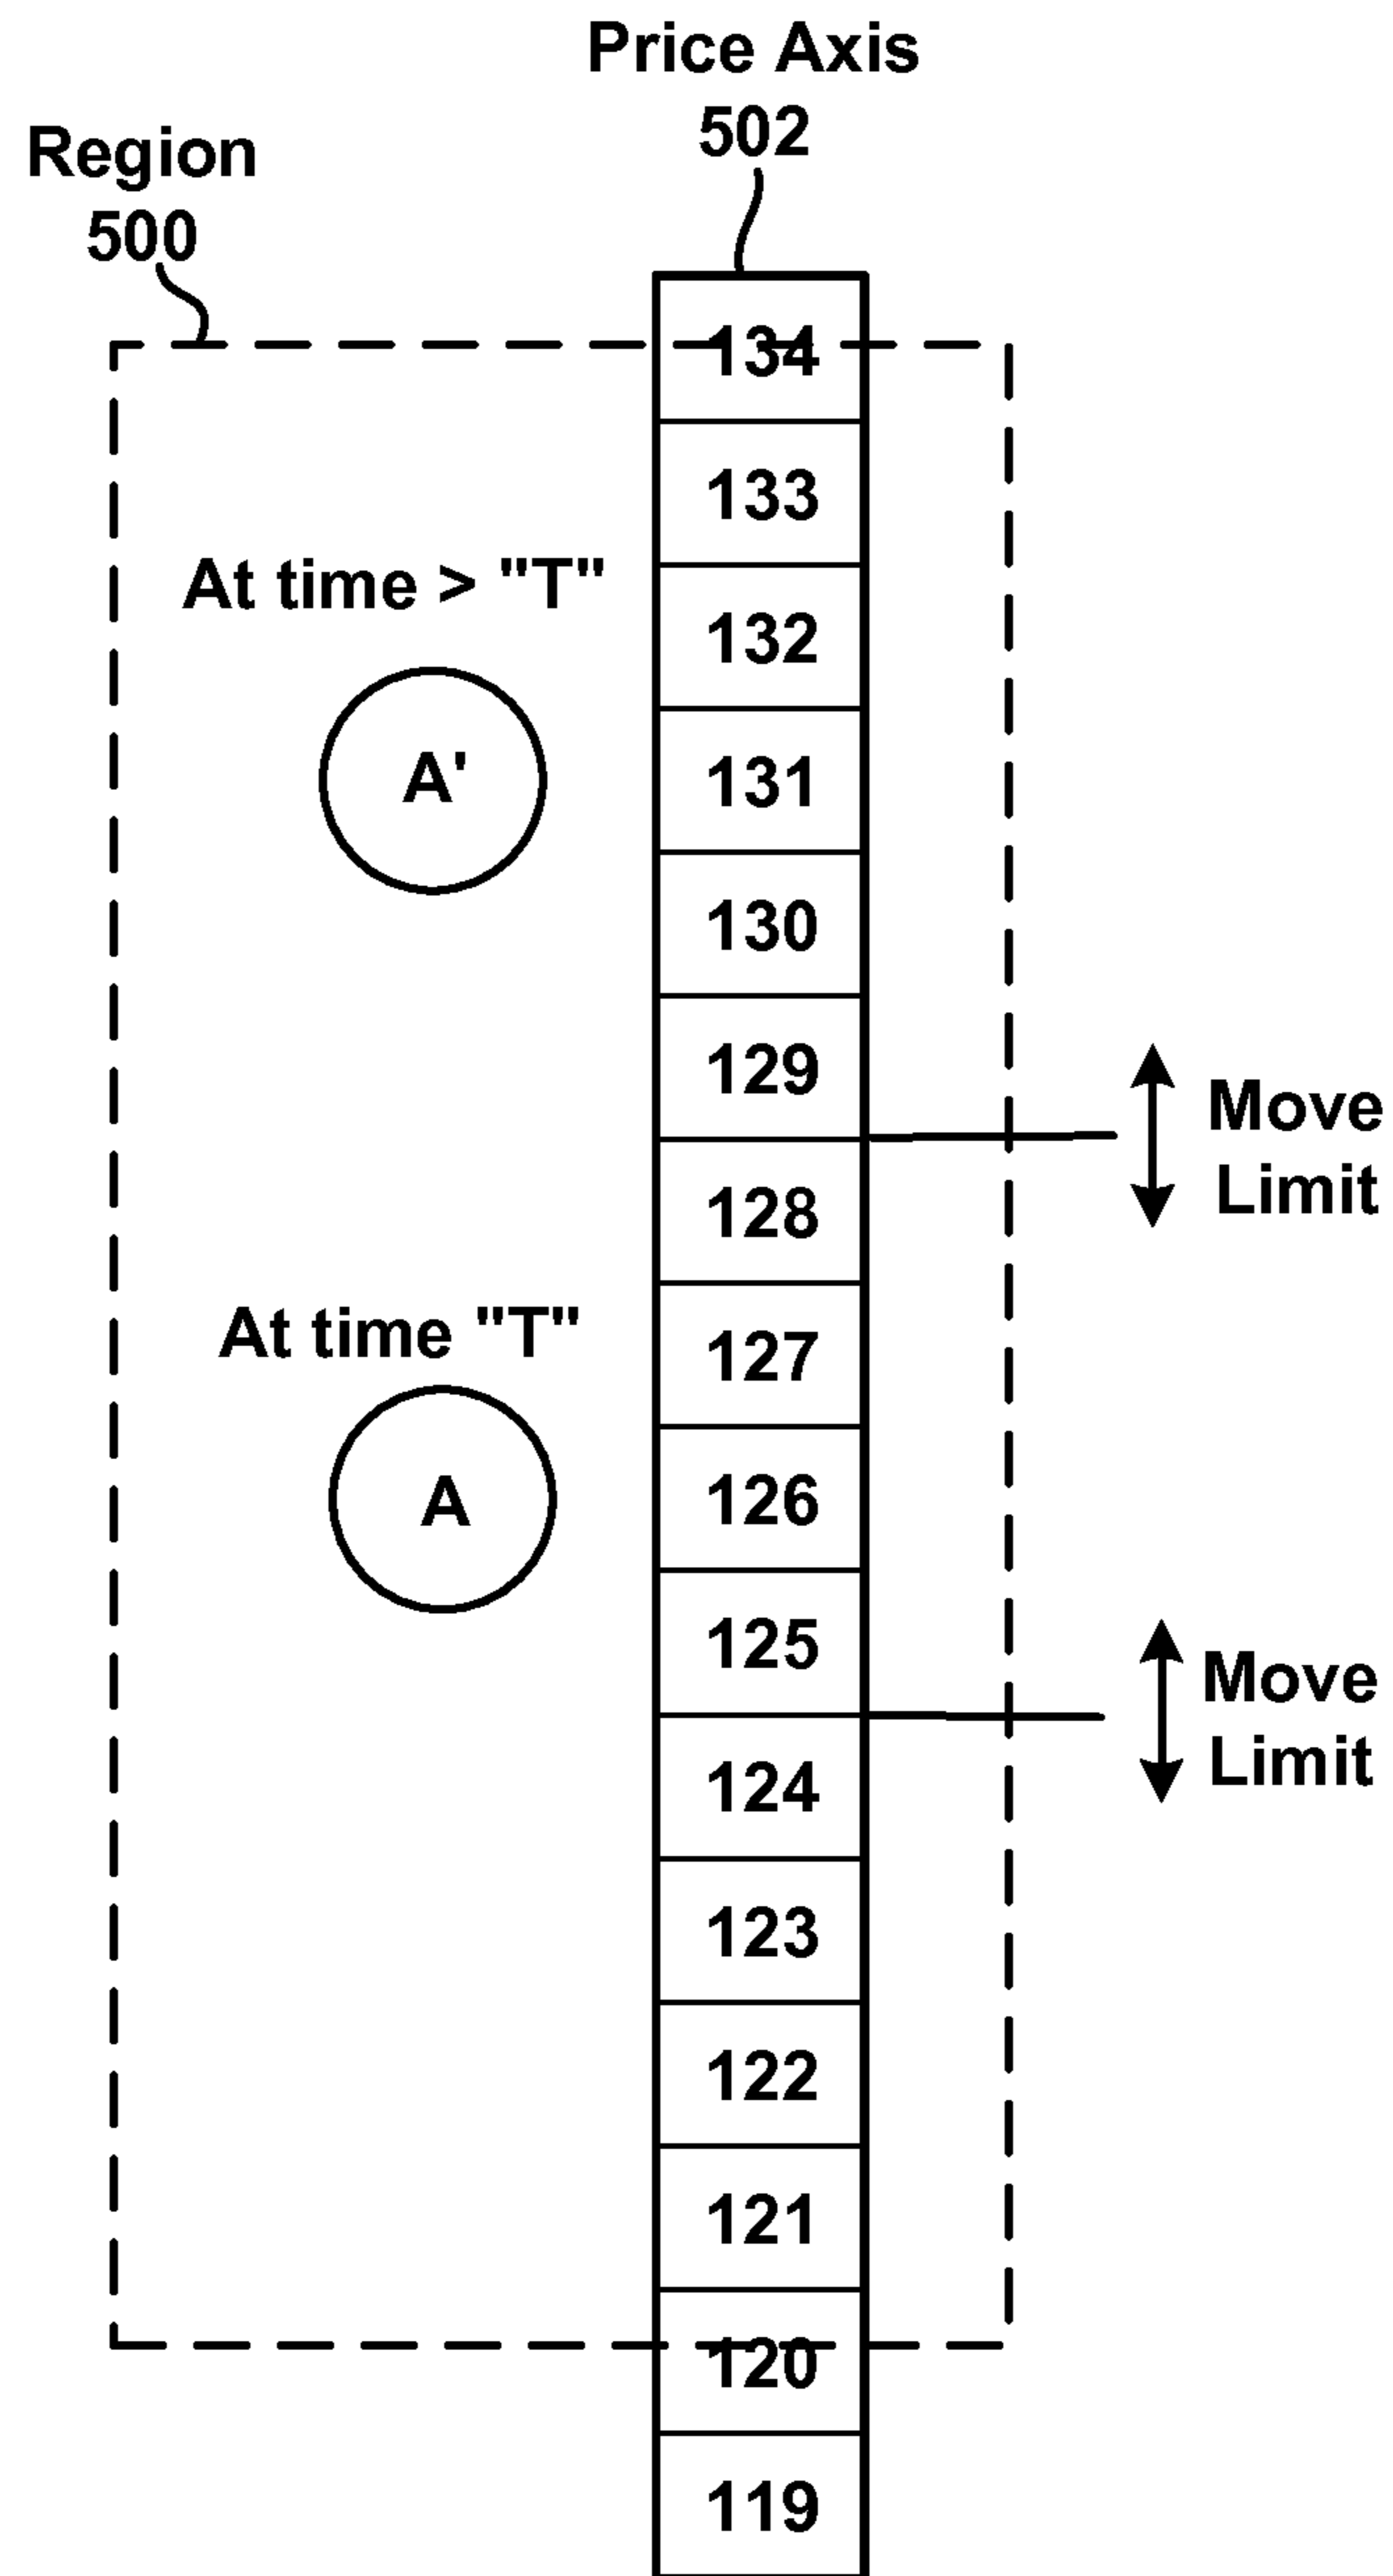 Price Axis
502
Region
500
134
133
At time > "T"
132
A'
131
130
129
Move
Limit
128
At time "T"
127
A
126
125
Move
Limit
124
123
122
121
120
119